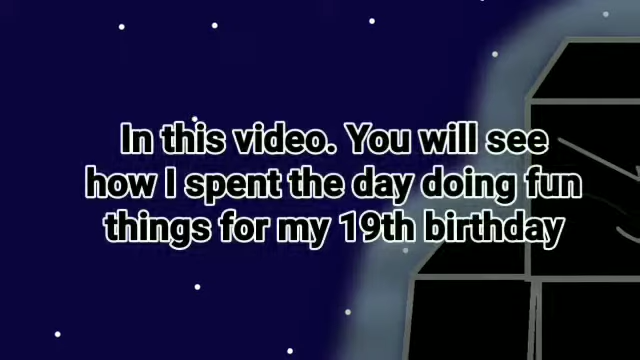 In this video. You will see
how I spent the day doing fun
things for my 19th birthday